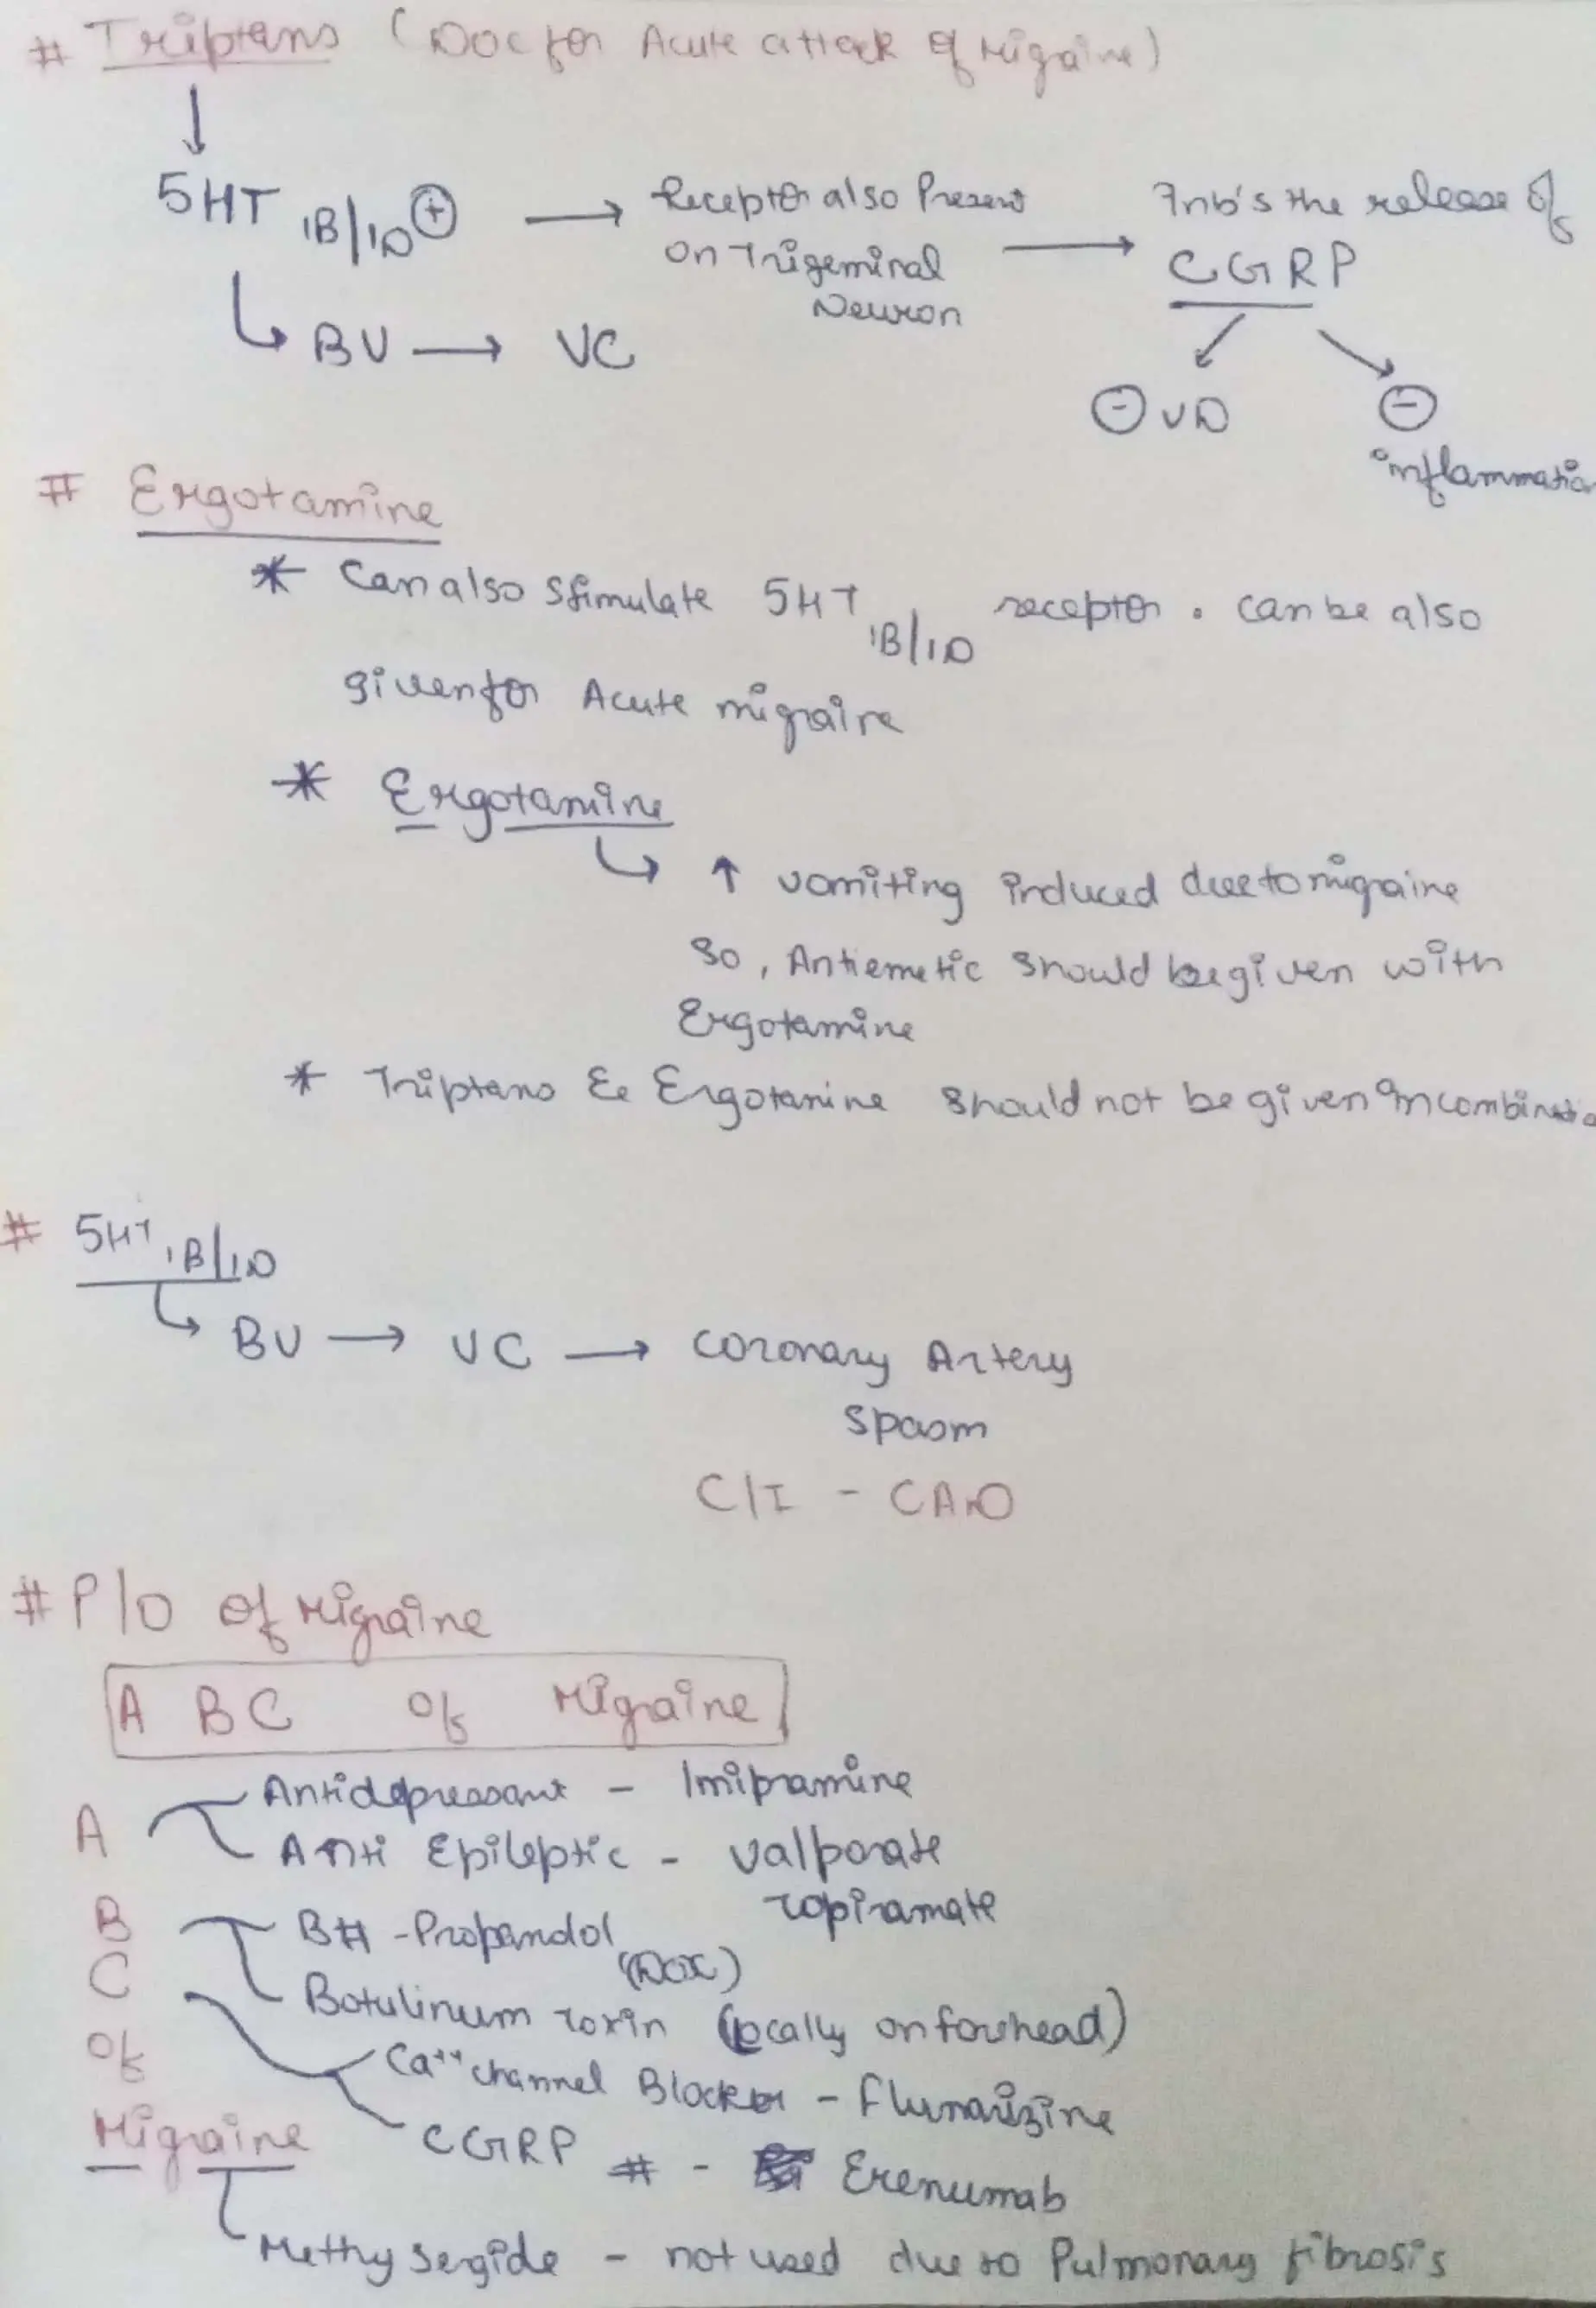 # Triptans (DOC for Acute attack of Migraine)
↓
5HT 1B/1D ⊕ → Receptor also Present on Trigeminal Neuron → Inb's the release of CGRP
↳ BV → VC
⊖ VD
⊖ inflammation
# Ergotamine
* Can also Stimulate 5HT 1B/1D receptor . can be also
given for Acute migraine
* Ergotamine
↳ ↑ vomiting induced due to migraine
So, Antiemetic should be given with
Ergotamine
* Triptans & Ergotamine should not be given in combinatio
# 5HT 1B/1D
↳ BV → VC → Coronary Artery
Spasm
C/I - CAD
# P/O of Migraine
A BC of Migraine
A Antidepressant - Imipramine
Anti Epileptic - Valporate
Topiramate
B B# - Propandol
(DOC)
Botulinum Toxin (locally on forehead)
C Ca++ channel Blocker - Flunarizine
CGRP # - Erenumab
of
Migraine
Methysergide - not used due to Pulmonary fibrosis